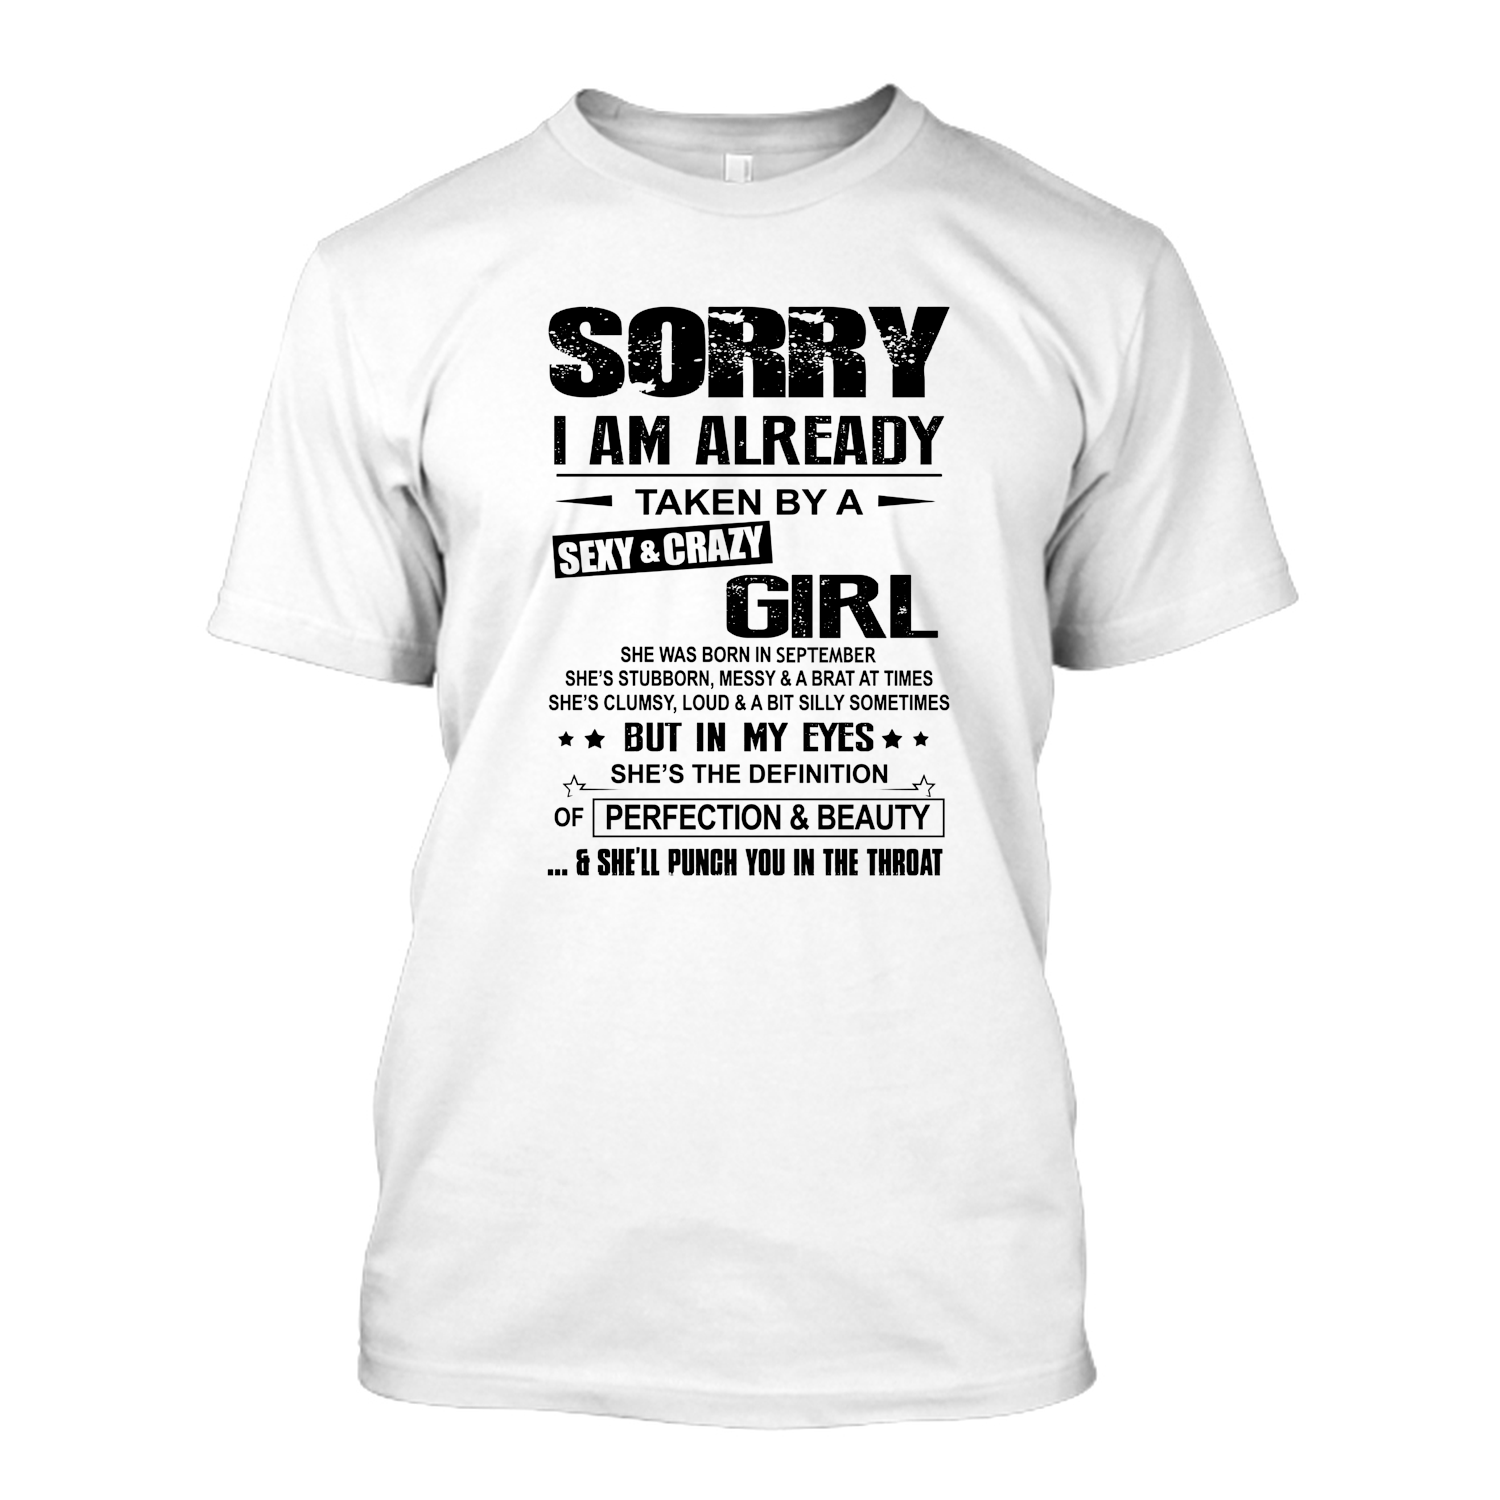 SORRY
I AM ALREADY
TAKEN BY A
SEXY & CRAZY
GIRL
SHE WAS BORN IN SEPTEMBER
SHE'S STUBBORN, MESSY & A BRAT AT TIMES
SHE'S CLUMSY, LOUD & A BIT SILLY SOMETIMES
BUT IN MY EYES
SHE'S THE DEFINITION
OF PERFECTION & BEAUTY
... & SHE'LL PUNCH YOU IN THE THROAT